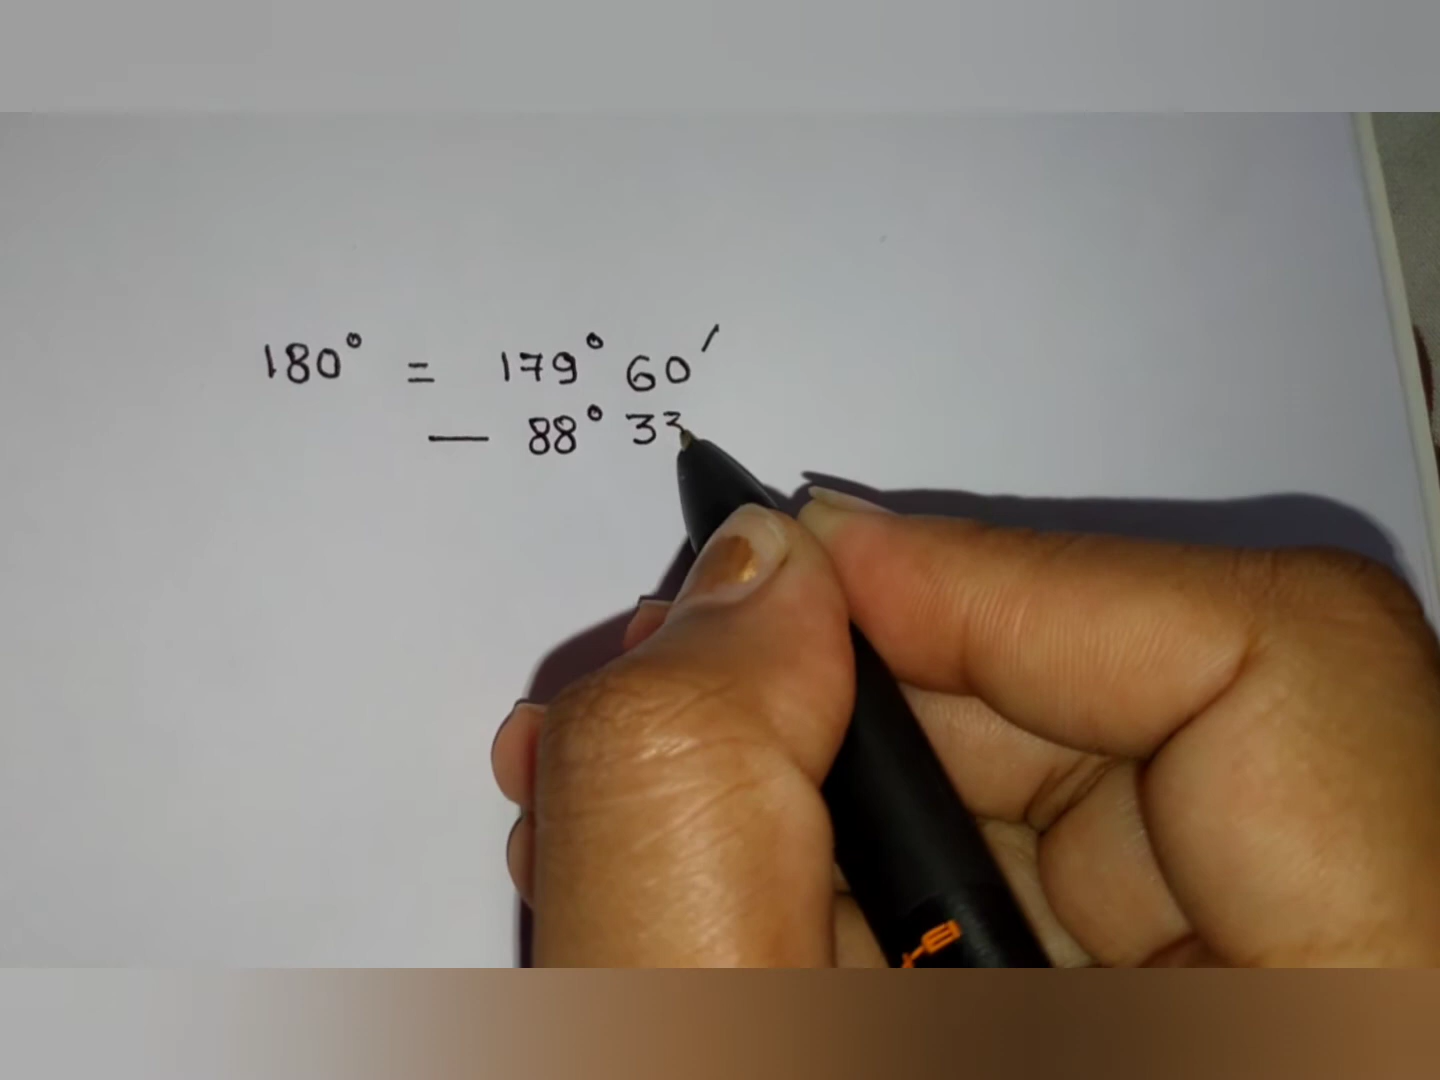 180° = 179° 60′
— 88° 33